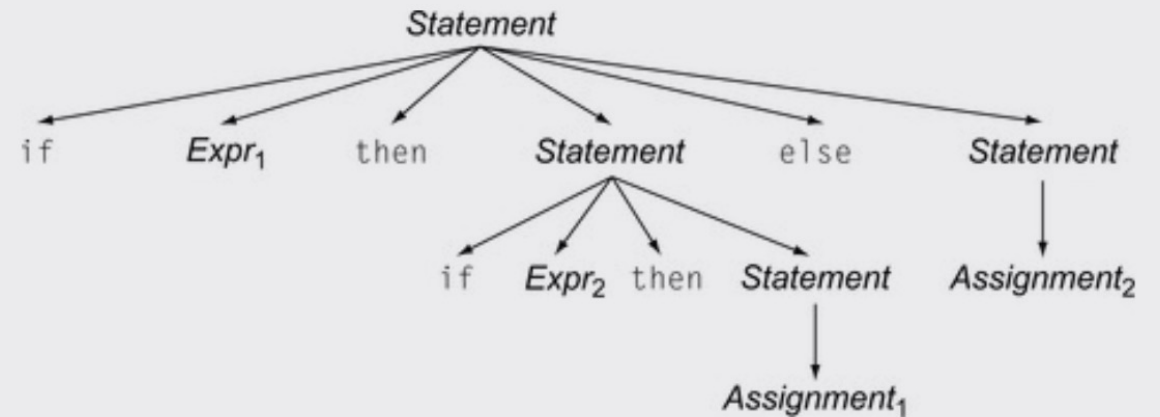 Statement
if Expr1 then Statement else Statement
if Expr2 then Statement Assignment2
Assignment1